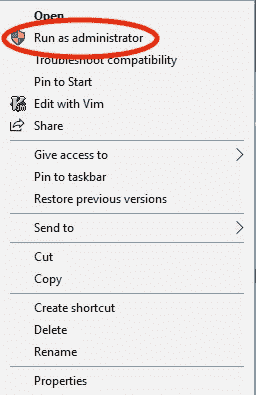 Open
Run as administrator
Troubleshoot compatibility
Pin to Start
Edit with Vim
Share
Give access to
Pin to taskbar
Restore previous versions
Send to
Cut
Copy
Create shortcut
Delete
Rename
Properties